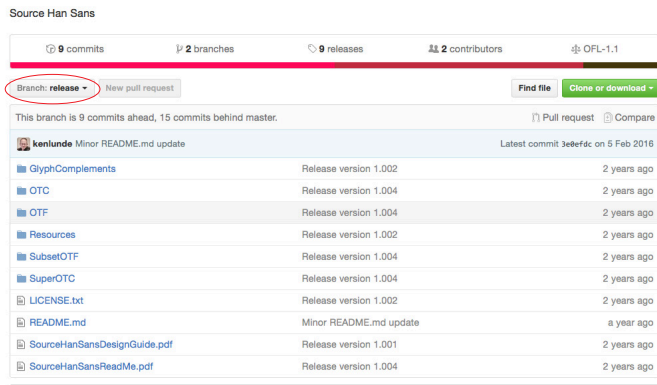 Source Han Sans
9 commits 2 branches 9 releases 2 contributors OFL-1.1
Branch: release New pull request Find file Clone or download
This branch is 9 commits ahead, 15 commits behind master. Pull request Compare
kenlunde Minor README.md update Latest commit 3e0efdc on 5 Feb 2016
GlyphComplements Release version 1.002 2 years ago
OTC Release version 1.004 2 years ago
OTF Release version 1.004 2 years ago
Resources Release version 1.002 2 years ago
SubsetOTF Release version 1.004 2 years ago
SuperOTC Release version 1.004 2 years ago
LICENSE.txt Release version 1.002 2 years ago
README.md Minor README.md update a year ago
SourceHanSansDesignGuide.pdf Release version 1.001 2 years ago
SourceHanSansReadMe.pdf Release version 1.004 2 years ago